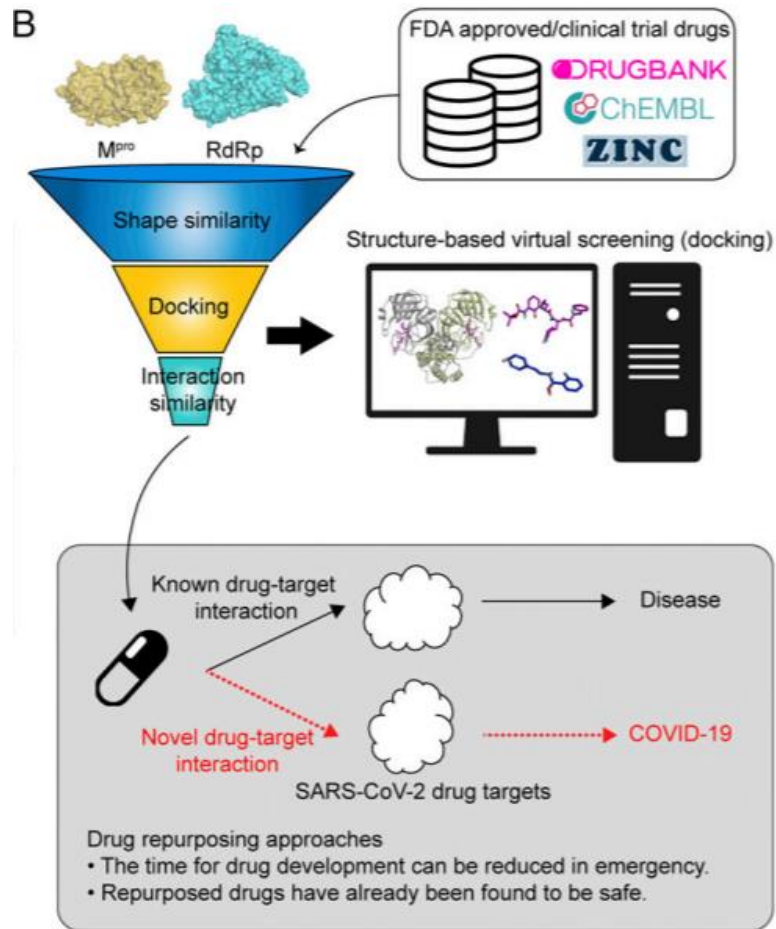 B
FDA approved/clinical trial drugs
DRUGBANK
ChEMBL
ZINC
Mpro
RdRp
Shape similarity
Docking
Interaction
similarity
Structure-based virtual screening (docking)
Known drug-target
interaction
Disease
Novel drug-target
interaction
COVID-19
SARS-CoV-2 drug targets
Drug repurposing approaches
• The time for drug development can be reduced in emergency.
• Repurposed drugs have already been found to be safe.